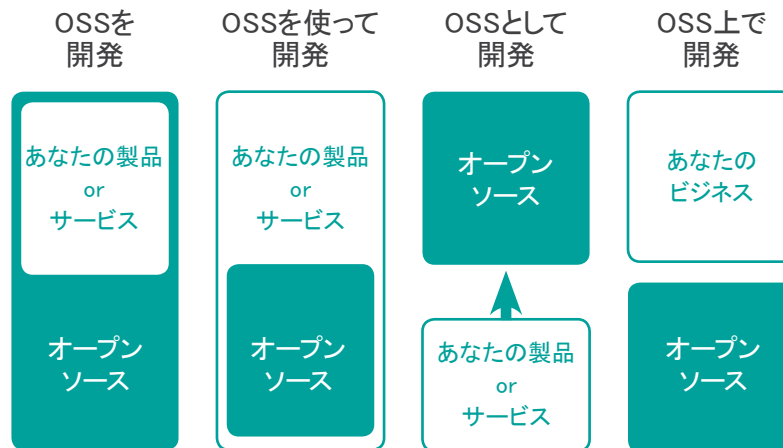 OSSを
開発
あなたの製品
or
サービス
オープン
ソース
OSSを使って
開発
あなたの製品
or
サービス
オープン
ソース
OSSとして
開発
オープン
ソース
あなたの製品
or
サービス
OSS上で
開発
あなたの
ビジネス
オープン
ソース